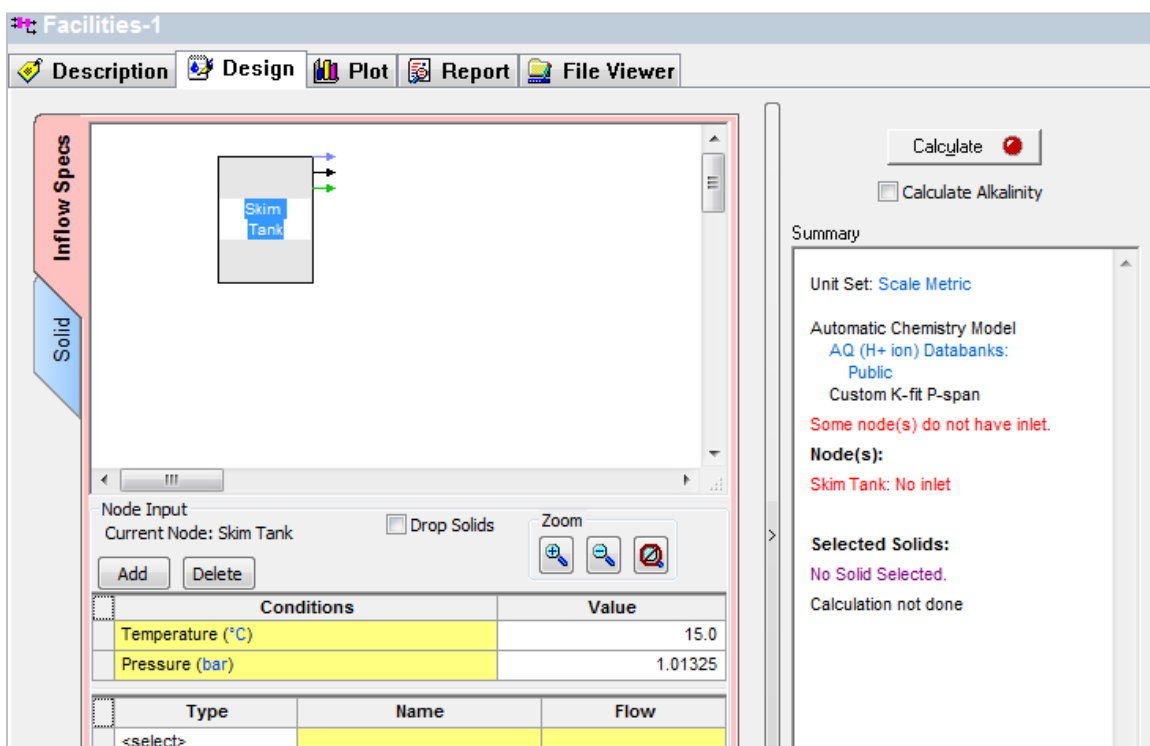 Facilities-1
Description Design Plot Report File Viewer
Inflow Specs
Solid
Skim
Tank
Node Input
Current Node: Skim Tank
Drop Solids
Zoom
Add Delete
Conditions Value
Temperature (°C) 15.0
Pressure (bar) 1.01325
Type Name Flow
<select>
Calculate
Calculate Alkalinity
Summary
Unit Set: Scale Metric
Automatic Chemistry Model
AQ (H+ ion) Databanks:
Public
Custom K-fit P-span
Some node(s) do not have inlet.
Node(s):
Skim Tank: No inlet
Selected Solids:
No Solid Selected.
Calculation not done